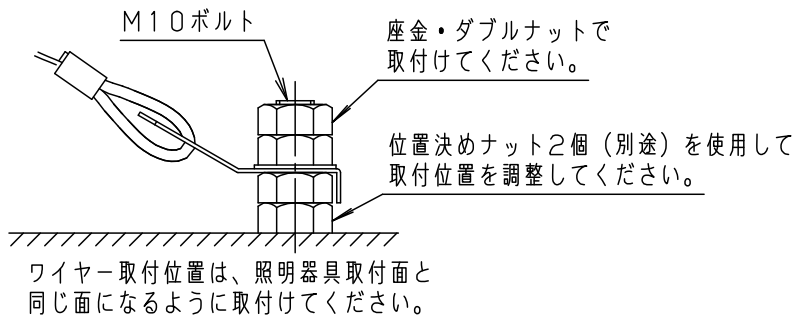 M10ボルト
座金・ダブルナットで
取付けてください。
位置決めナット2個（別途）を使用して
取付位置を調整してください。
ワイヤー取付位置は、照明器具取付面と
同じ面になるように取付けてください。